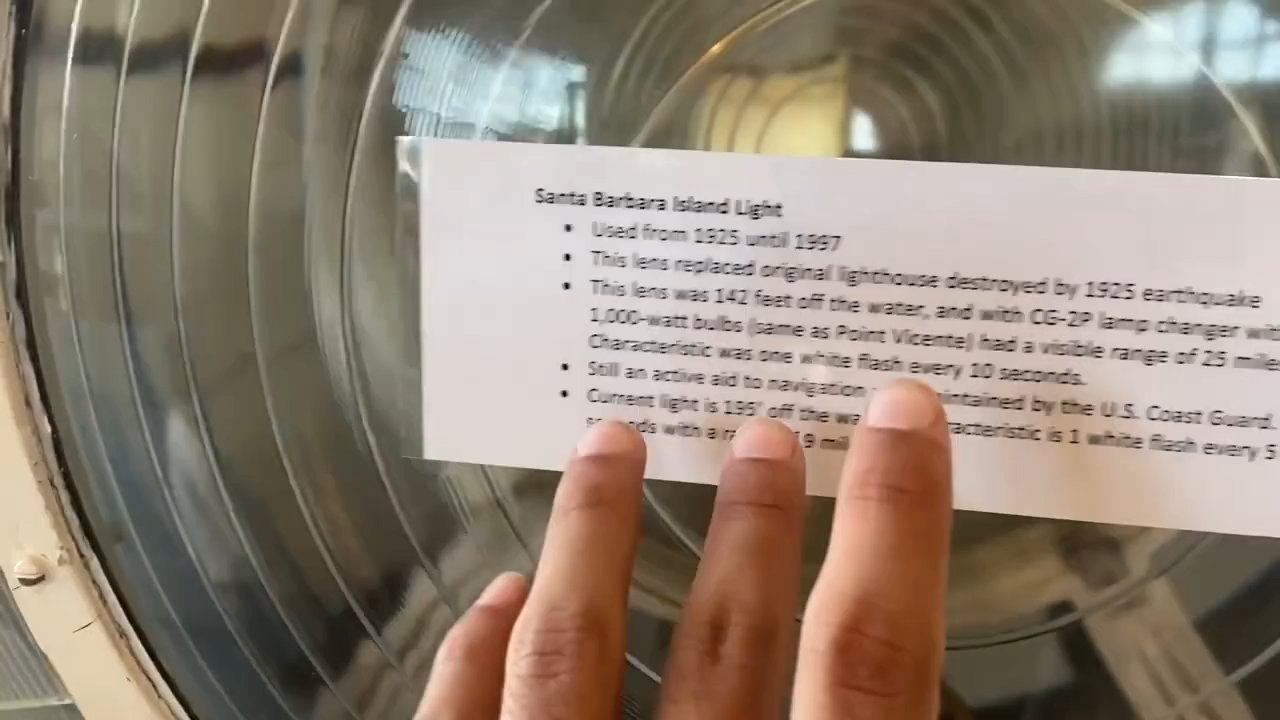 Santa Barbara Island Light
• Used from 1925 until 1997
• This lens replaced original lighthouse destroyed by 1925 earthquake
• This lens was 142 feet off the water, and with CG-2P lamp changer
1,000-watt bulbs (same as Point Vicente) had a visible range of 25
Characteristic was one white flash every 10 seconds.
• Still an active aid to navigation by the U.S. Coast Guard.
• Current light is 195' off the is 1 white flash every 5
with a